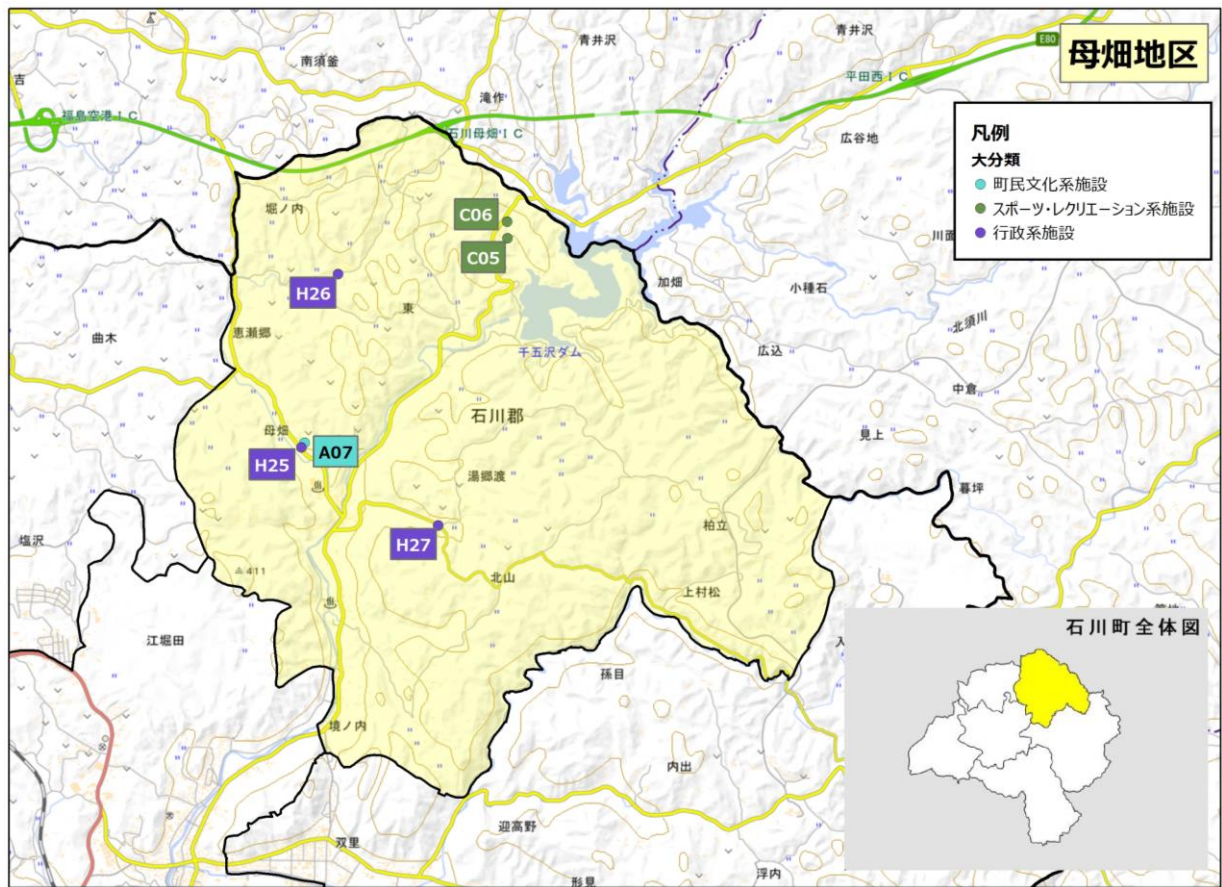 青井沢
青井沢
E80
母畑地区
南須釜
平田西IC
吉
滝作
福島空港IC
石川母畑IC
広谷地
凡例
大分類
町民文化系施設
スポーツ・レクリエーション系施設
行政系施設
堀ノ内
C06
C05
川面
H26
加畑
小種石
東
北須川
恵瀬郷
曲木
千五沢ダム
広込
中倉
石川郡
母畑
A07
H25
見上
湯郷渡
暮坪
塩沢
柏立
H27
411
北山
上村松
江堀田
石川町全体図
入
孫目
境ノ内
内出
迎高野
双里
形見
浮内